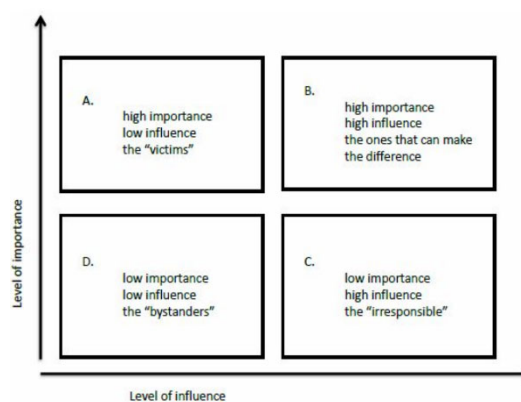 A.
high importance
low influence
the "victims"
B.
high importance
high influence
the ones that can make
the difference
D.
low importance
low influence
the "bystanders"
C.
low importance
high influence
the "irresponsible"
Level of importance
Level of influence